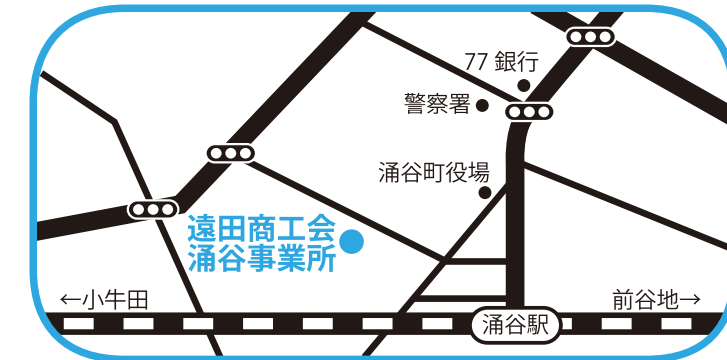 77 銀行
警察署
涌谷町役場
遠田商工会
涌谷事業所
←小牛田
前谷地→
涌谷駅